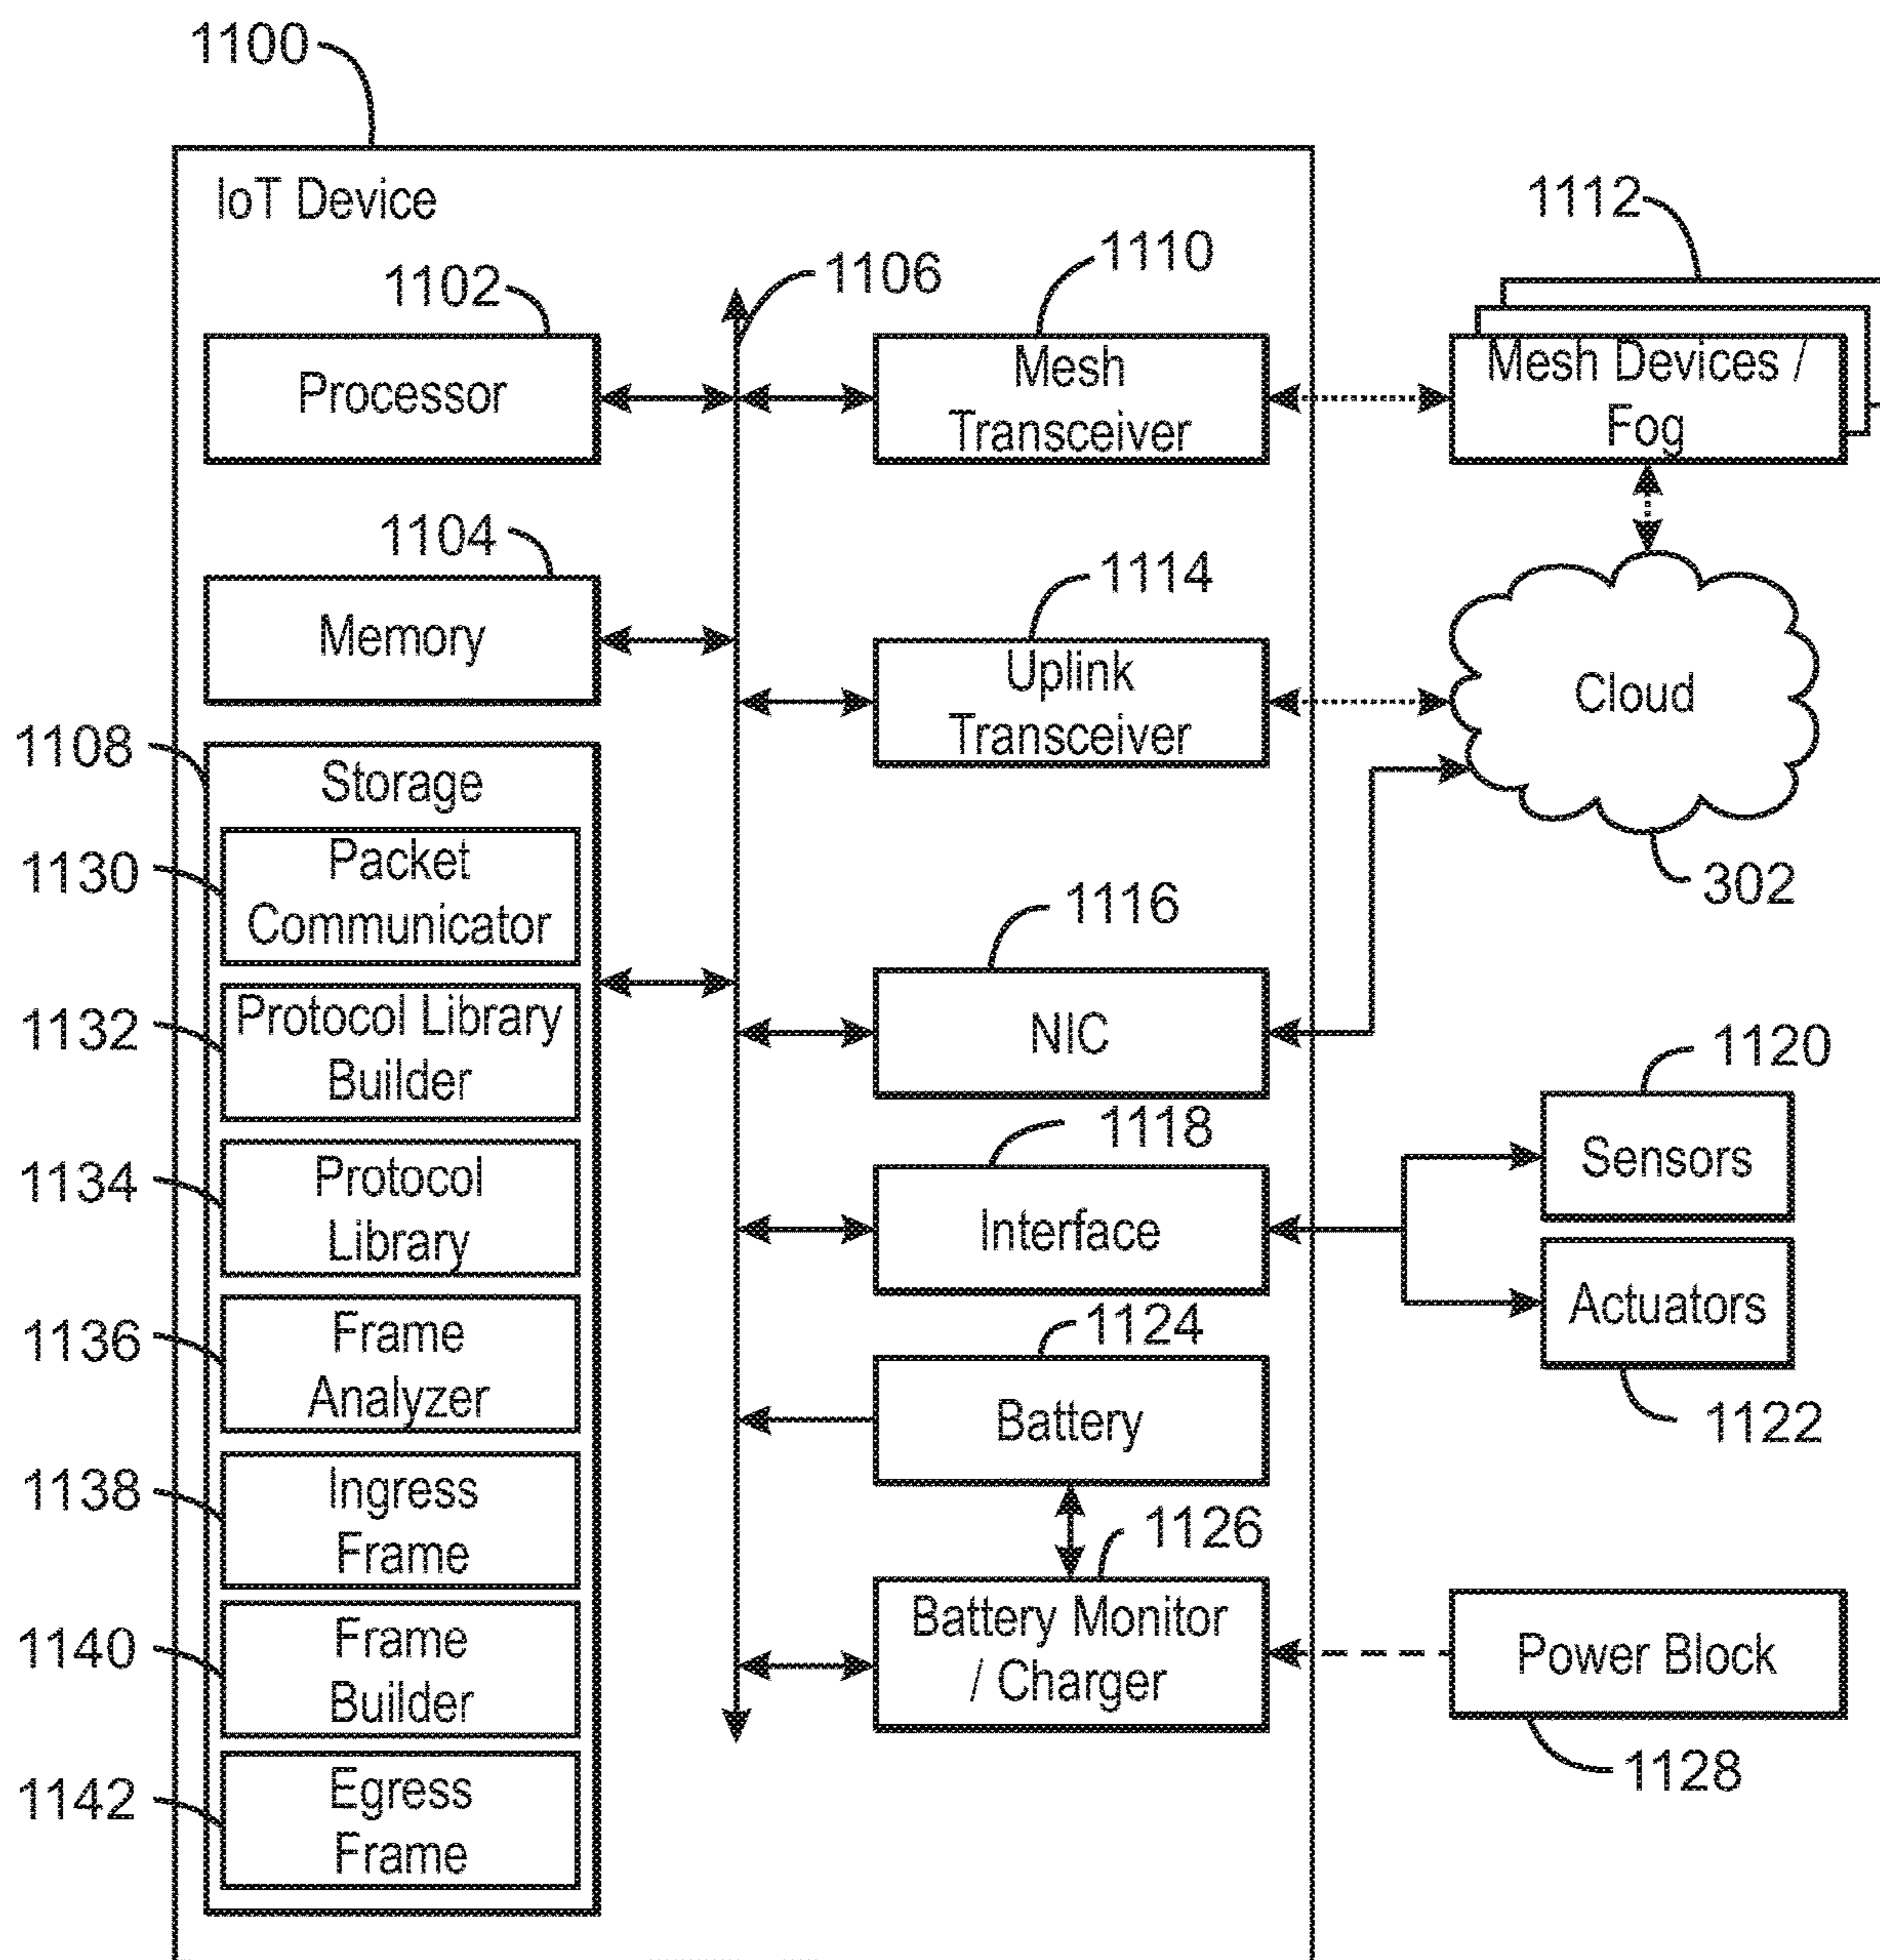 1100
IoT Device
1112
1110
1106
1102
Processor
Mesh
Transceiver
Mesh Devices /
Fog
1104
1114
Memory
Uplink
Transceiver
Cloud
302
1108
Storage
1130
Packet
Communicator
1116
NIC
1132
Protocol Library
Builder
1120
1118
Sensors
1134
Protocol
Library
Interface
Actuators
1122
1136
Frame
Analyzer
1124
Battery
1138
Ingress
Frame
1126
Battery Monitor
/ Charger
Power Block
1128
1140
Frame
Builder
1142
Egress
Frame